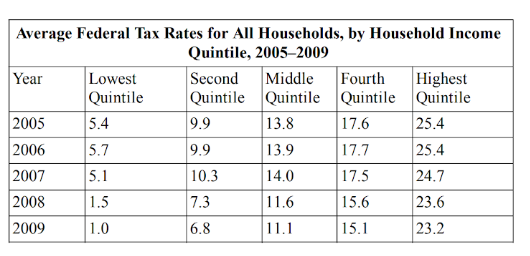 Average Federal Tax Rates for All Households, by Household Income
Quintile, 2005–2009
Year Lowest Quintile Second Quintile Middle Quintile Fourth Quintile Highest Quintile
2005 5.4 9.9 13.8 17.6 25.4
2006 5.7 9.9 13.9 17.7 25.4
2007 5.1 10.3 14.0 17.5 24.7
2008 1.5 7.3 11.6 15.6 23.6
2009 1.0 6.8 11.1 15.1 23.2